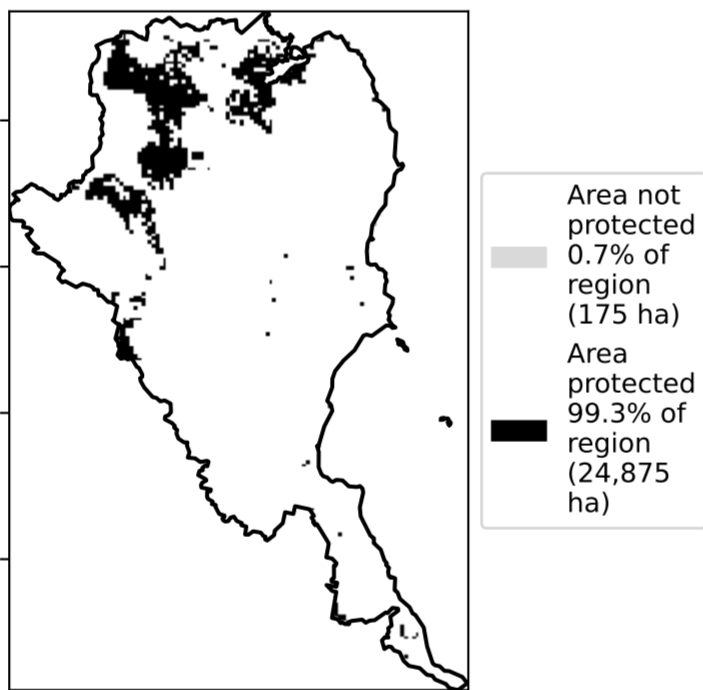 Area not
protected
0.7% of
region
(175 ha)
Area
protected
99.3% of
region
(24,875
ha)